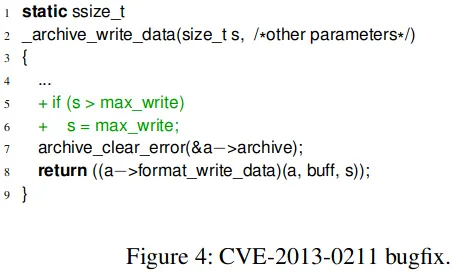 1 static ssize_t
2 _archive_write_data(size_t s, /*other parameters*/)
3 {
4 ...
5 + if (s > max_write)
6 + s = max_write;
7 archive_clear_error(&a−>archive);
8 return ((a−>format_write_data)(a, buff, s));
9 }
Figure 4: CVE-2013-0211 bugfix.